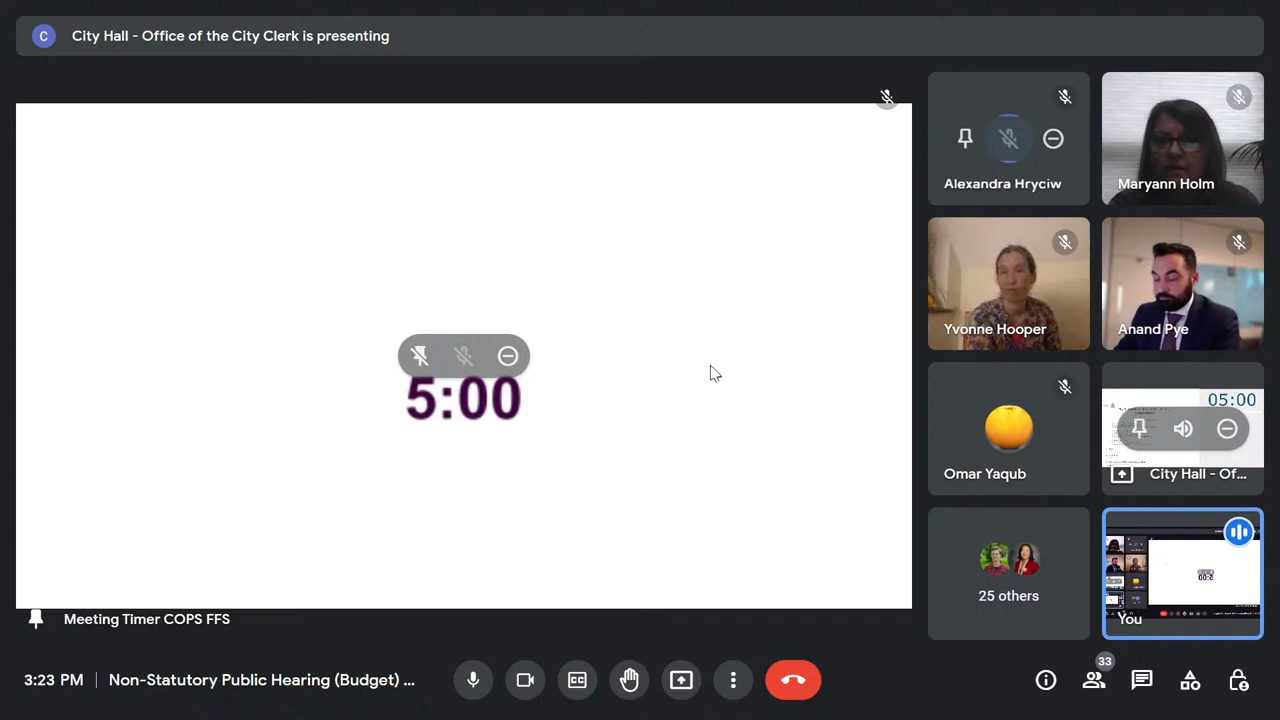 C City Hall - Office of the City Clerk is presenting
5:00
Meeting Timer COPS FFS
Alexandra Hryciw
Maryann Holm
Yvonne Hooper
Anand Pye
Omar Yaqub
05:00
City Hall - Of...
25 others
You
3:23 PM | Non-Statutory Public Hearing (Budget) ...
CC
33